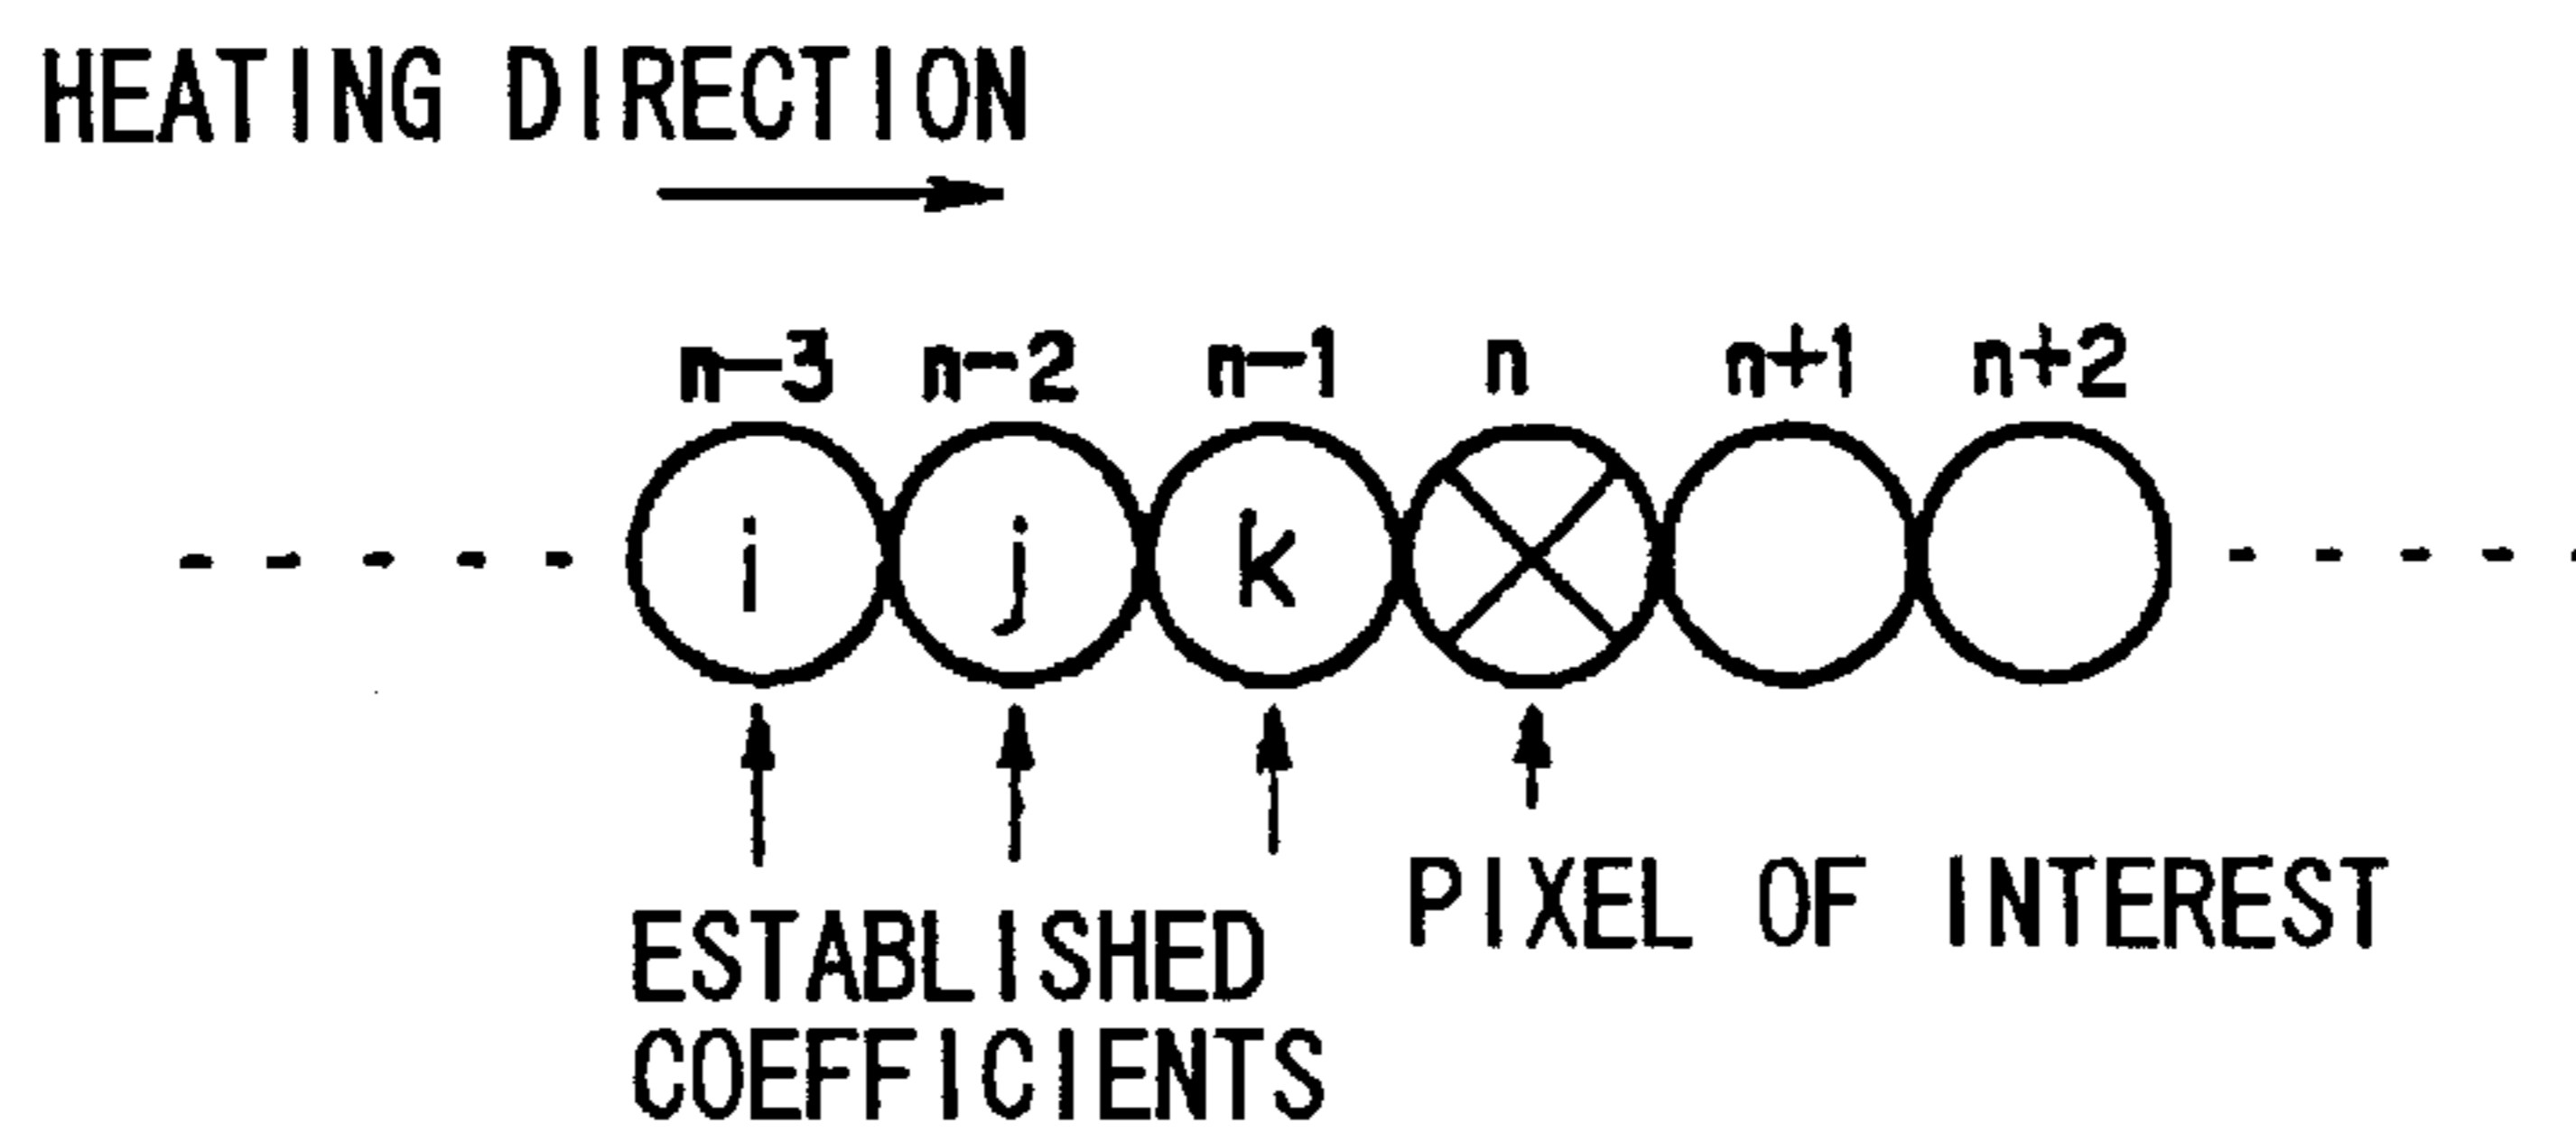 HEATING DIRECTION
n-3 n-2 n-1 n n+1 n+2
i j k
PIXEL OF INTEREST
ESTABLISHED
COEFFICIENTS